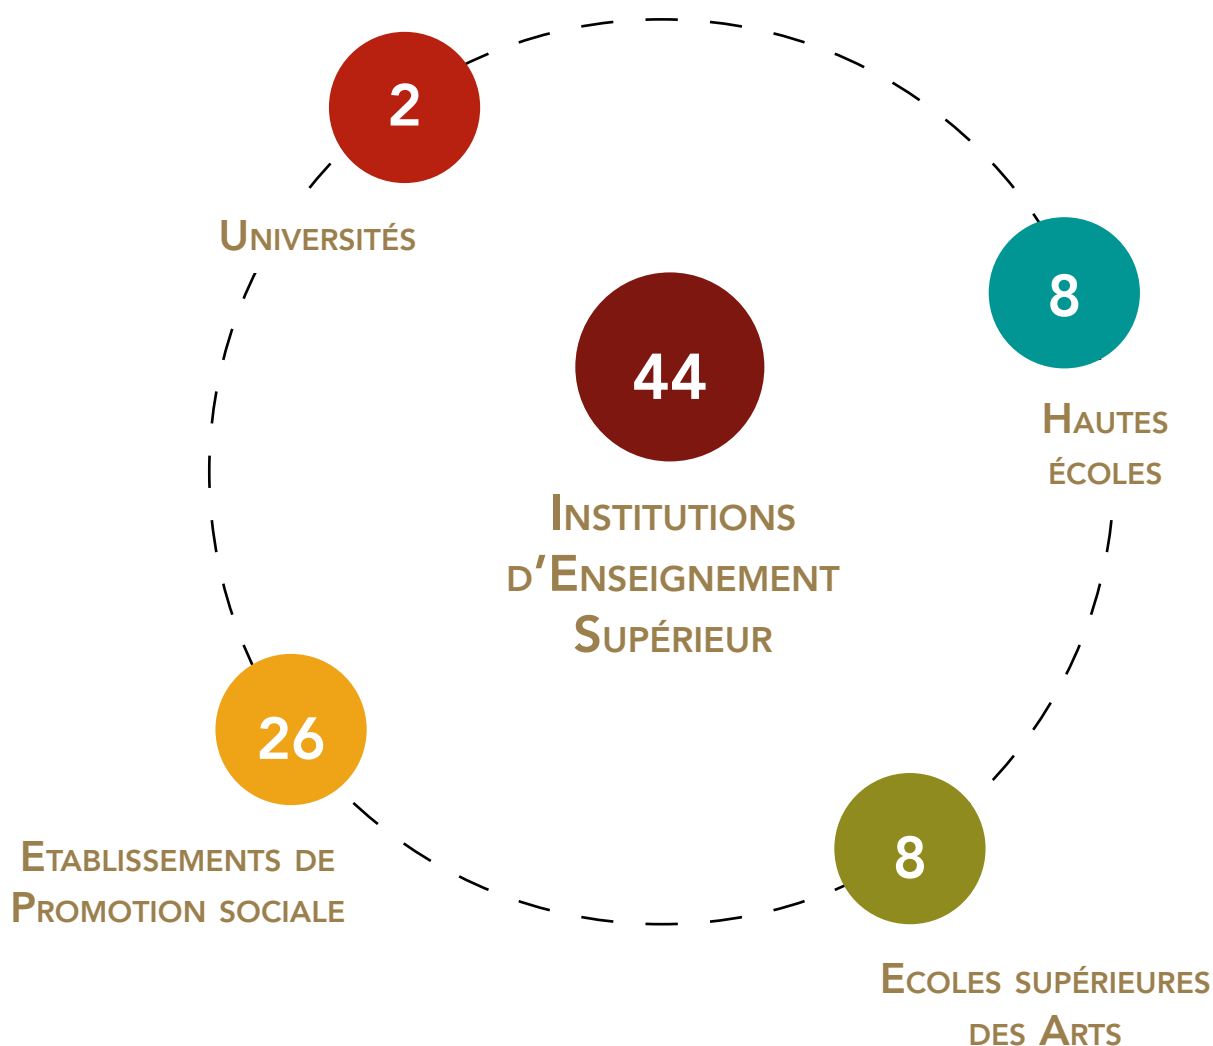 2
Universités
8
Hautes
écoles
44
Institutions
d'Enseignement
Supérieur
26
Etablissements de
Promotion sociale
8
Ecoles supérieures
des Arts